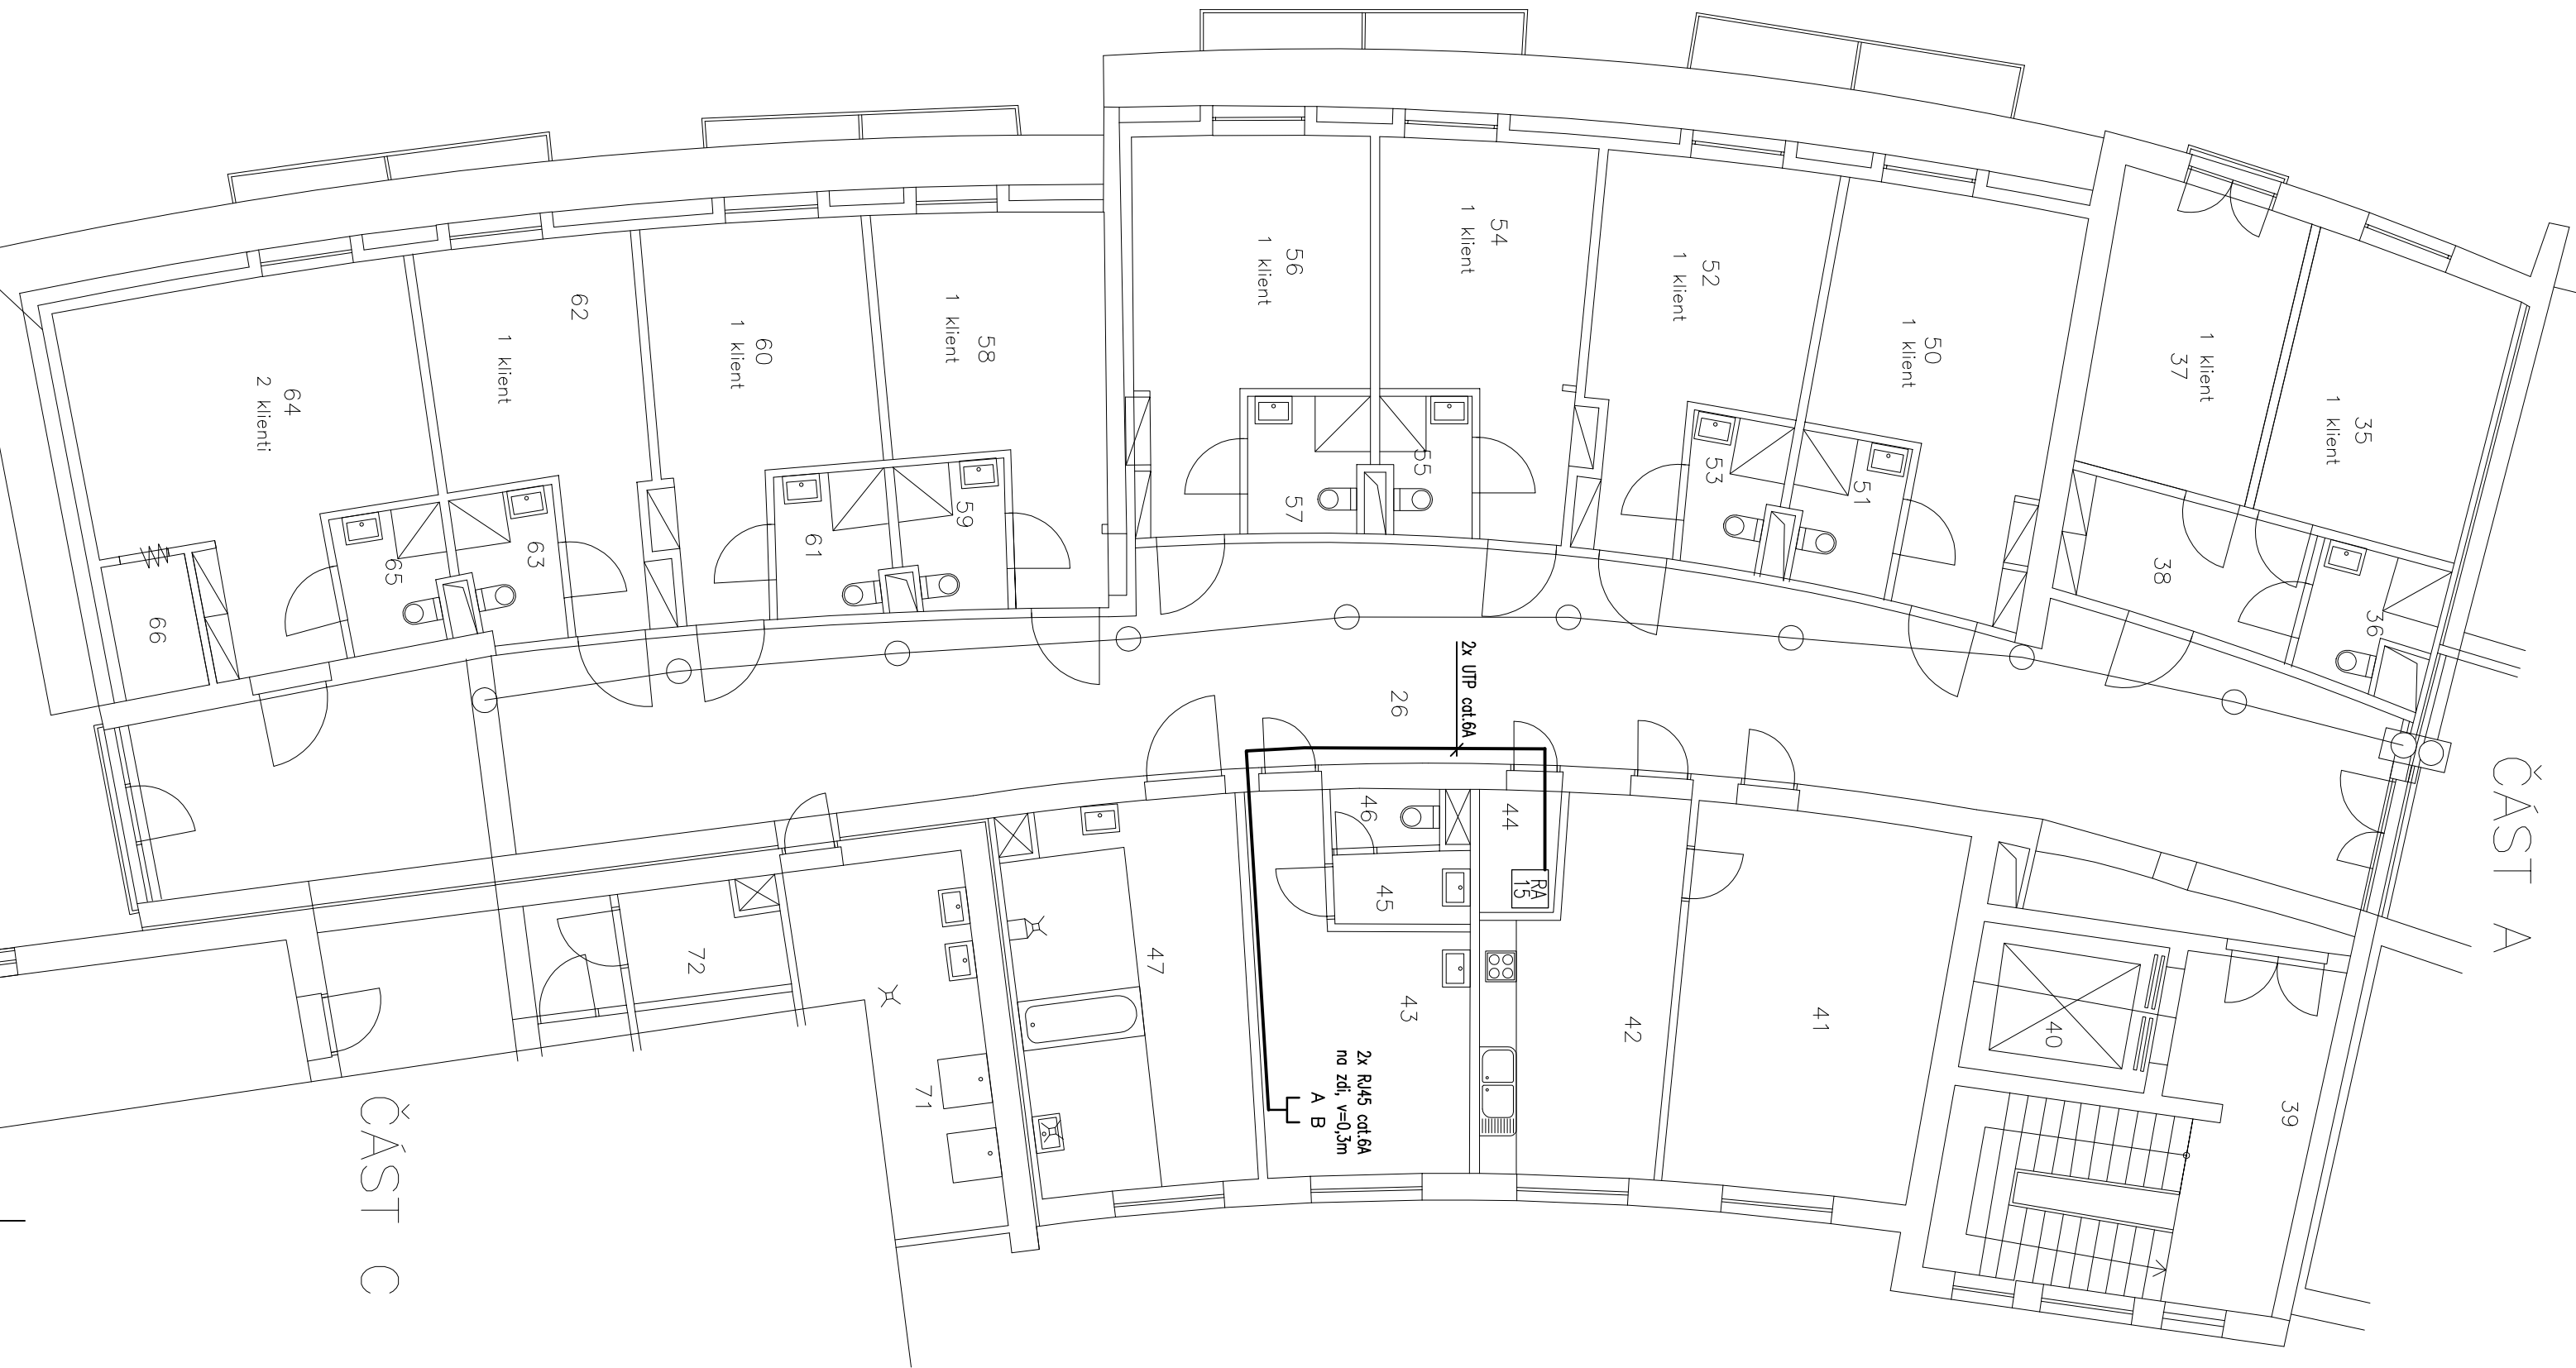 56
1 klient
54
1 klient
52
1 klient
50
1 klient
1 klient
37
35
1 klient
62
1 klient
60
1 klient
58
1 klient
64
2 klienti
57
55
53
51
38
36
59
61
63
65
66
2x UTP cat.6A
26
ČÁST A
46
44
45
RA
15
47
43
42
41
40
39
72
71
2x RJ45 cat.6A
na zdi, v=0,3m
A B
ČÁST C